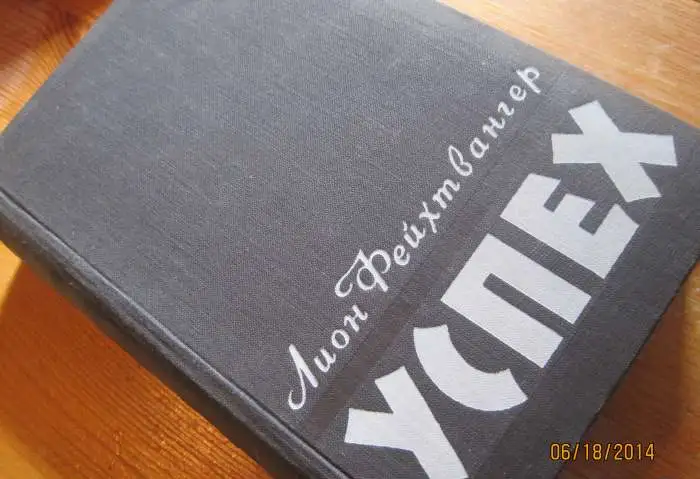 Лион Фейхтвангер
УСПЕХ
06/18/2014